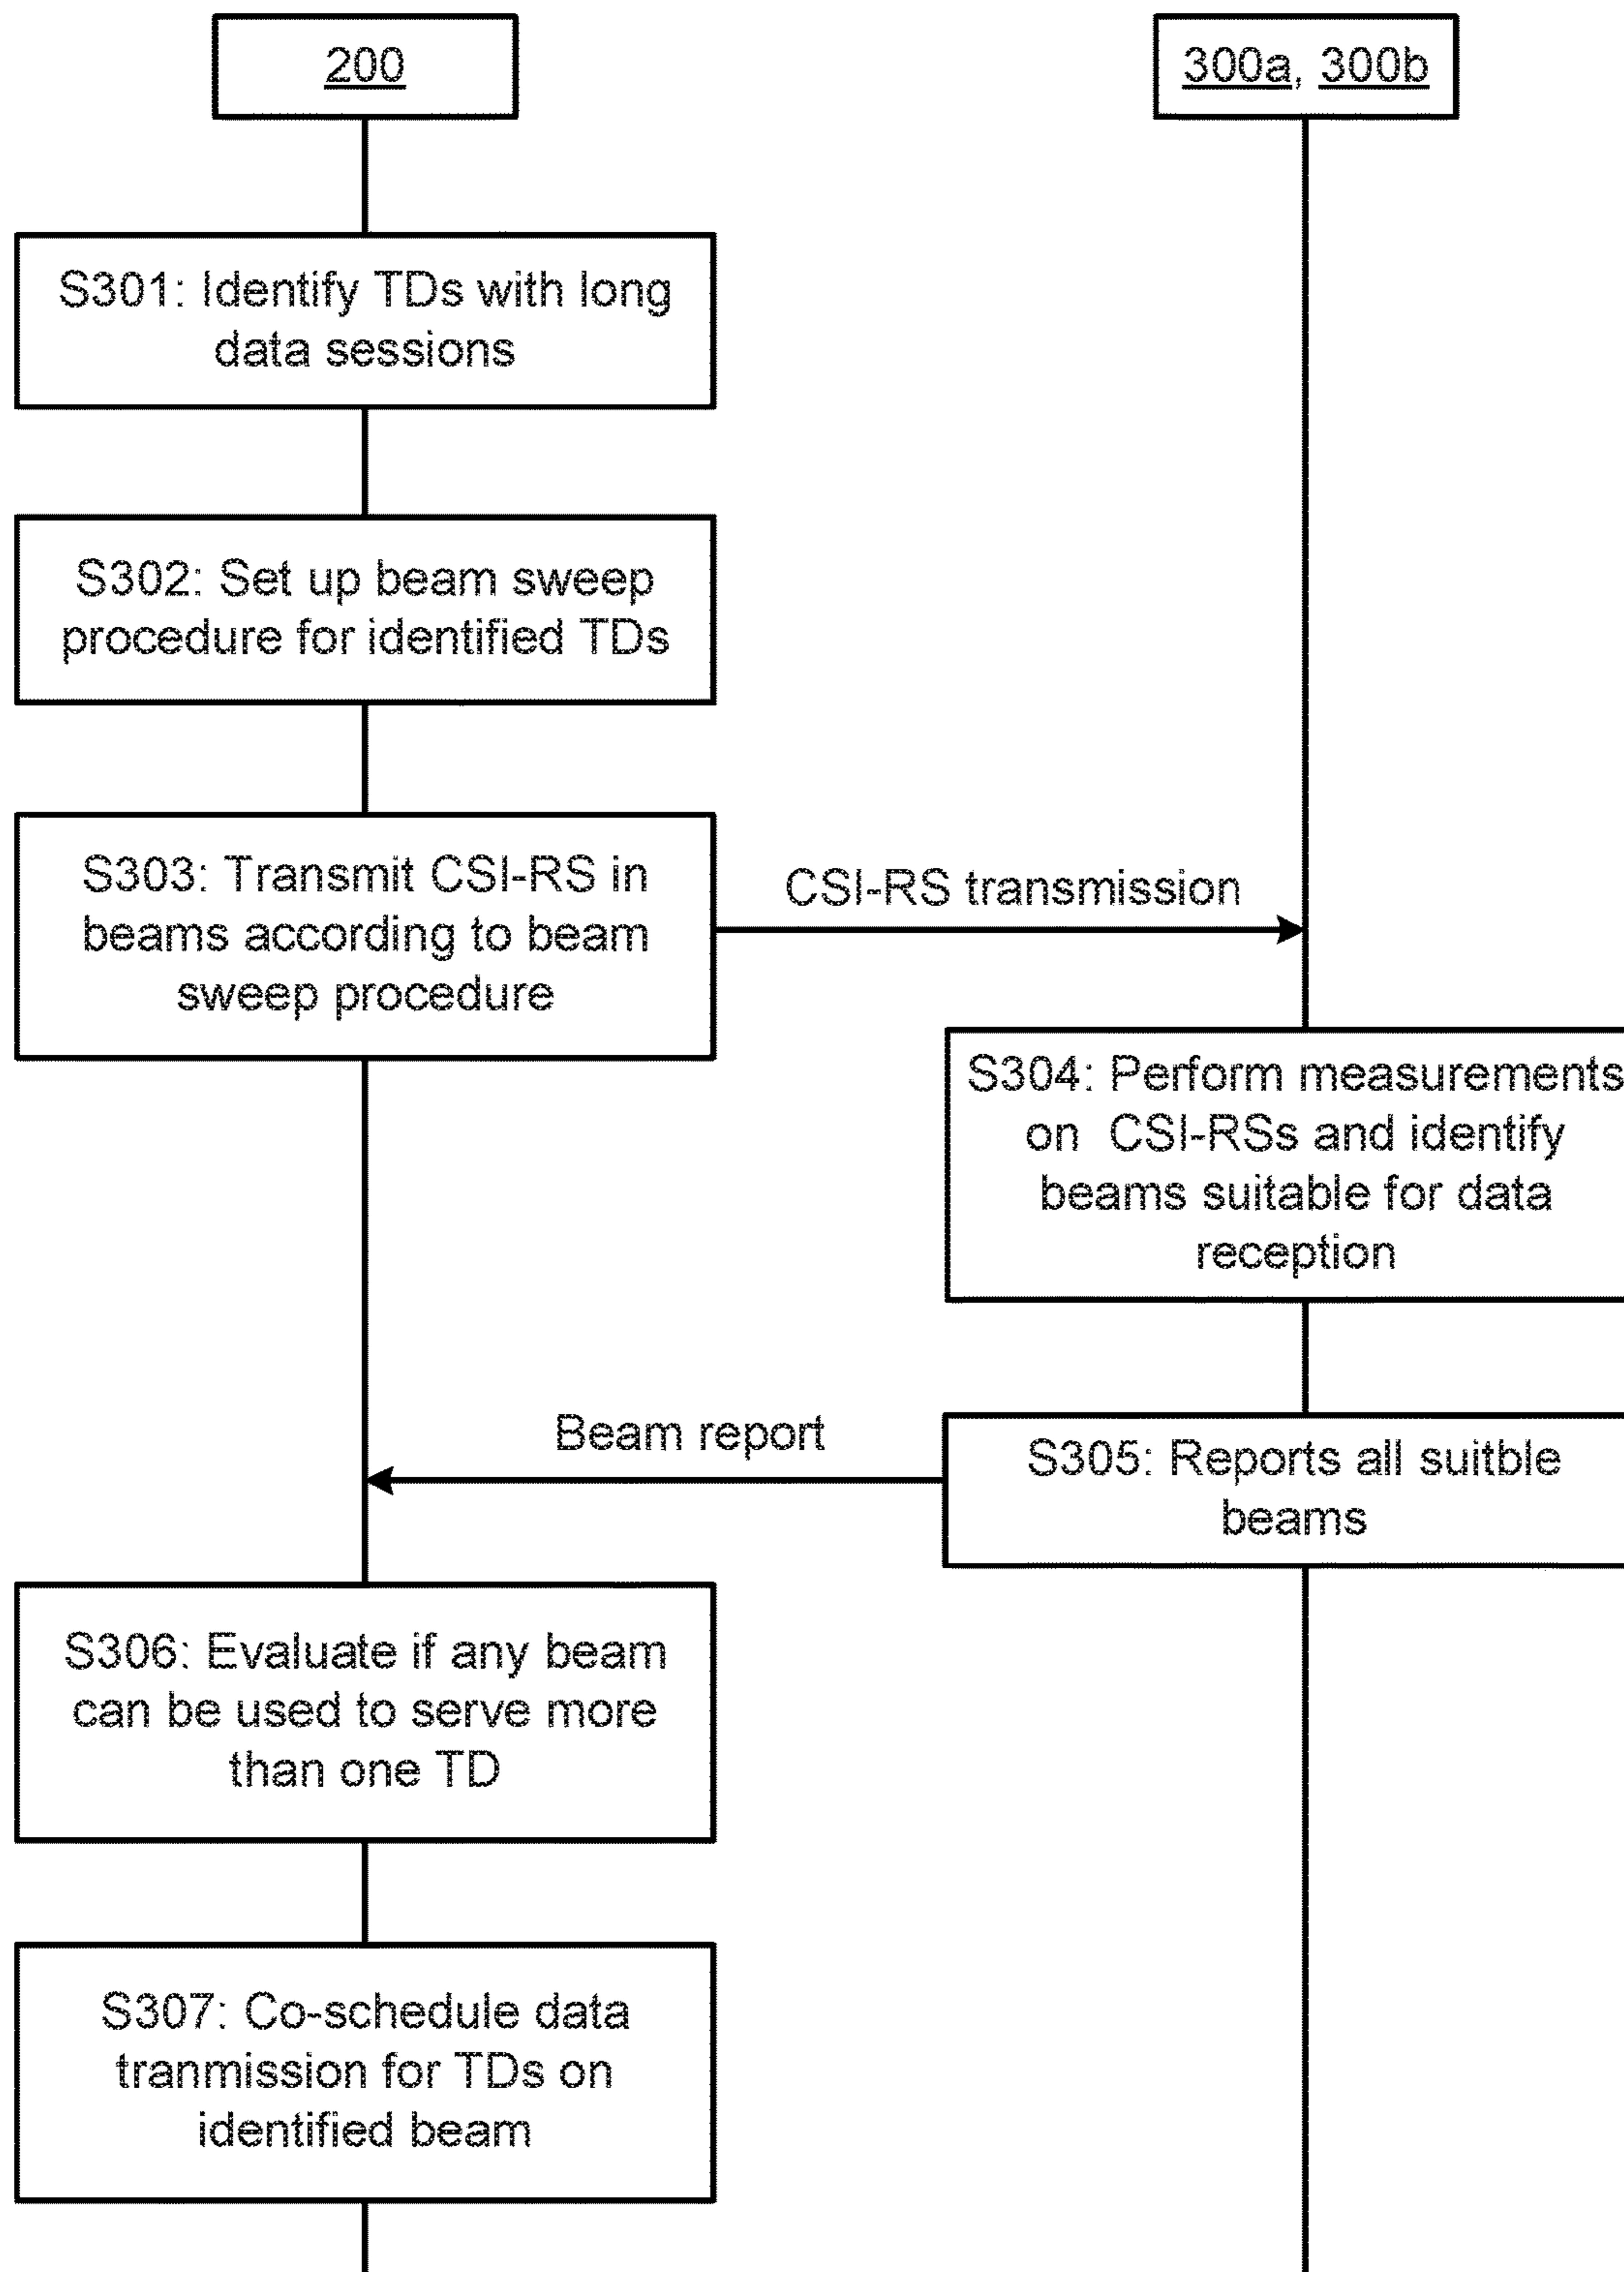 200
300a, 300b
S301: Identify TDs with long
data sessions
S302: Set up beam sweep
procedure for identified TDs
S303: Transmit CSI-RS in
beams according to beam
sweep procedure
CSI-RS transmission
S304: Perform measurements
on CSI-RSs and identify
beams suitable for data
reception
Beam report
S305: Reports all suitble
beams
S306: Evaluate if any beam
can be used to serve more
than one TD
S307: Co-schedule data
tranmission for TDs on
identified beam